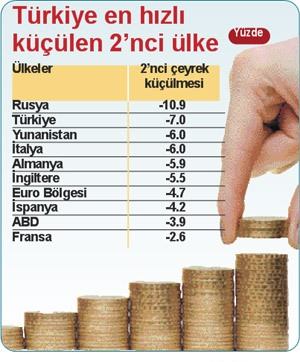 Türkiye en hızlı
küçülen 2'nci ülke
Yüzde
Ülkeler 2'nci çeyrek
küçülmesi
Rusya -10.9
Türkiye -7.0
Yunanistan -6.0
İtalya -6.0
Almanya -5.9
İngiltere -5.5
Euro Bölgesi -4.7
İspanya -4.2
ABD -3.9
Fransa -2.6